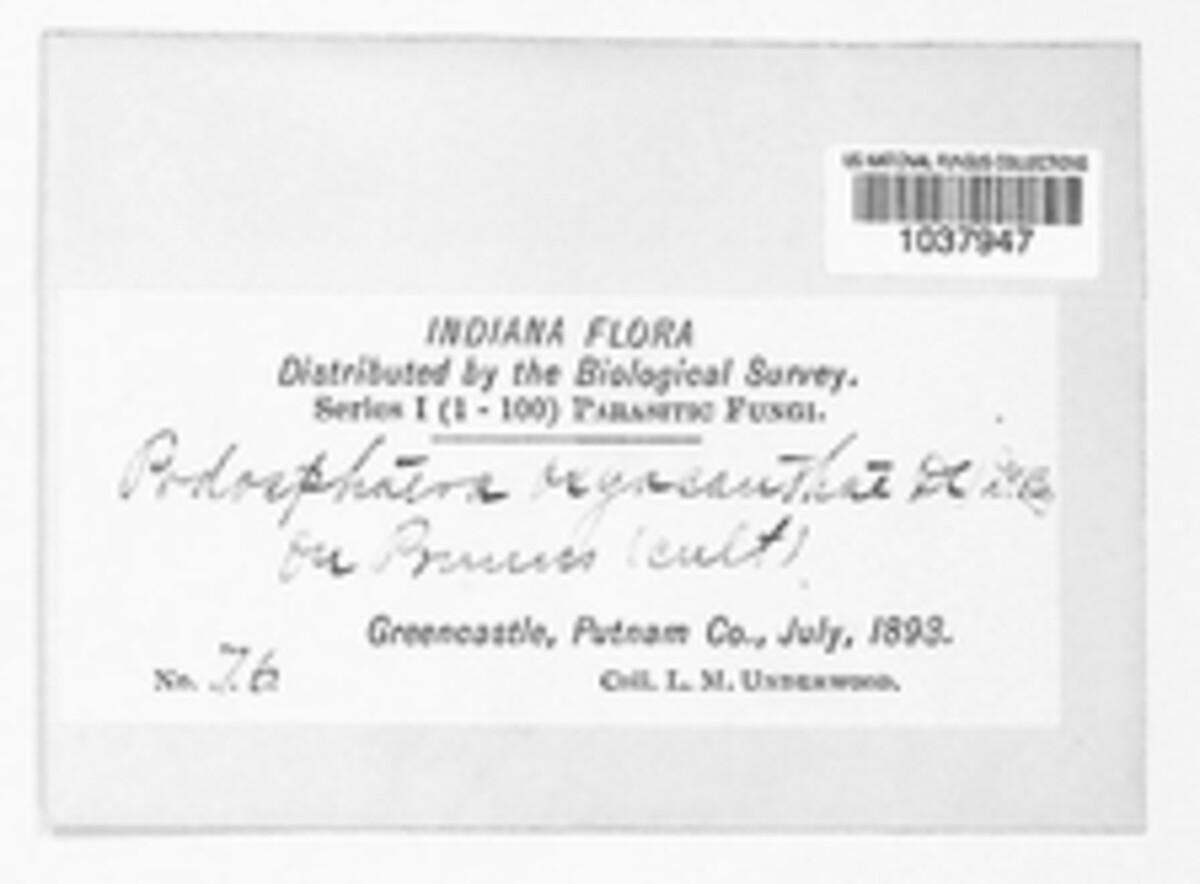 US NATIONAL FUNGUS COLLECTIONS
1037947
INDIANA FLORA
Distributed by the Biological Survey.
Series I (1 - 100) PARASITIC FUNGI.
Podosphaera oxyacanthae DC
on Prunus (cult)
Greencastle, Putnam Co., July, 1893.
No. 76
Coll. L. M. UNDERWOOD.